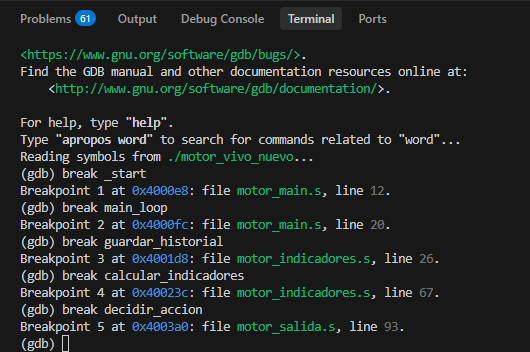 Problems 61 Output Debug Console Terminal Ports
<https://www.gnu.org/software/gdb/bugs/>.
Find the GDB manual and other documentation resources online at:
<http://www.gnu.org/software/gdb/documentation/>.
For help, type "help".
Type "apropos word" to search for commands related to "word"...
Reading symbols from ./motor_vivo_nuevo...
(gdb) break _start
Breakpoint 1 at 0x4000e8: file motor_main.s, line 12.
(gdb) break main_loop
Breakpoint 2 at 0x4000fc: file motor_main.s, line 20.
(gdb) break guardar_historial
Breakpoint 3 at 0x4001d8: file motor_indicadores.s, line 26.
(gdb) break calcular_indicadores
Breakpoint 4 at 0x40023c: file motor_indicadores.s, line 67.
(gdb) break decidir_accion
Breakpoint 5 at 0x4003a0: file motor_salida.s, line 93.
(gdb)